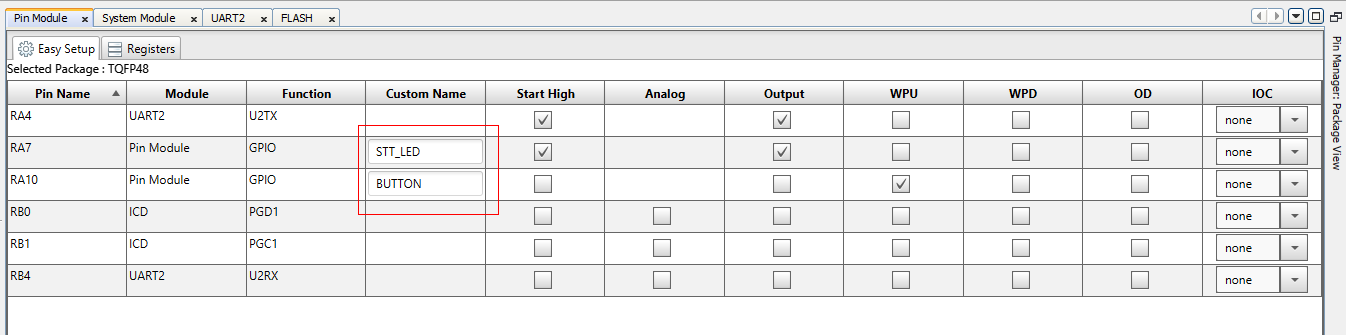 Pin Module × System Module × UART2 × FLASH ×
Easy Setup Registers
Selected Package : TQFP48
Pin Name Module Function Custom Name Start High Analog Output WPU WPD OD IOC
RA4 UART2 U2TX none
RA7 Pin Module GPIO STT_LED none
RA10 Pin Module GPIO BUTTON none
RB0 ICD PGD1 none
RB1 ICD PGC1 none
RB4 UART2 U2RX none
Pin Manager: Package View